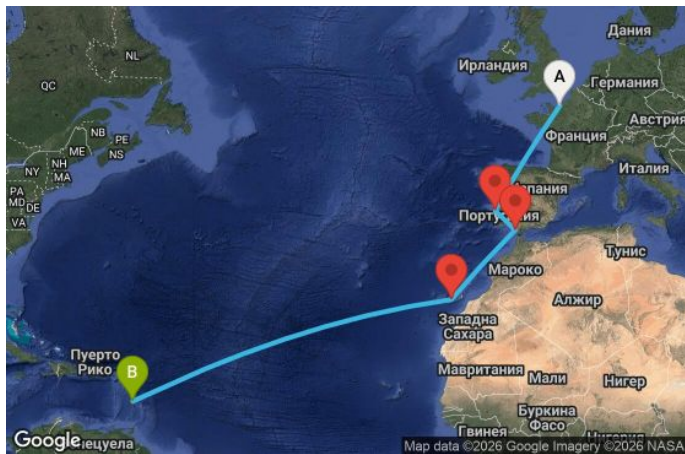 Дания
Ирландия
A
Германия
Австрия
Франция
NL
QC
NB
PE
ME
NS
NH
NY
MA
PA
MD
DE
VA
Италия
Португалия
Тунис
Мароко
Алжир
Западна
Сахара
Пуерто
Рико
B
Мавритания
Мали
Нигер
Буркина
Фасо
Гвинея
Google
Map data ©2026 Google Imagery ©2026 NASA